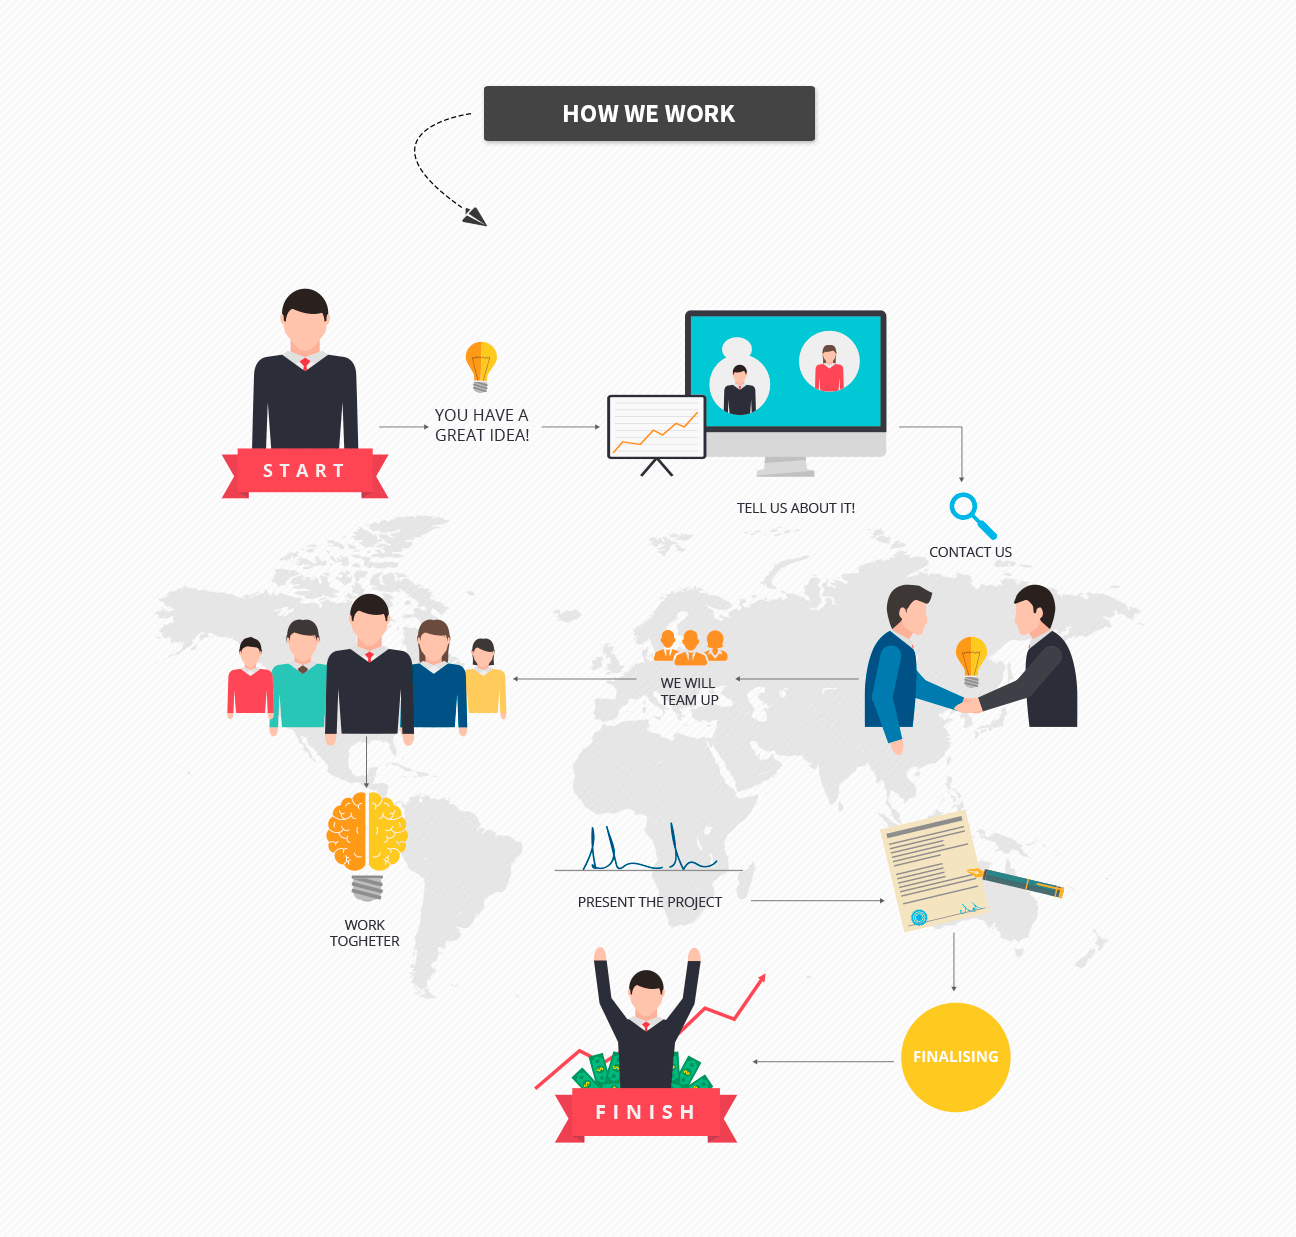 HOW WE WORK
START
YOU HAVE A
GREAT IDEA!
TELL US ABOUT IT!
CONTACT US
WE WILL
TEAM UP
WORK
TOGHETER
PRESENT THE PROJECT
FINALISING
FINISH